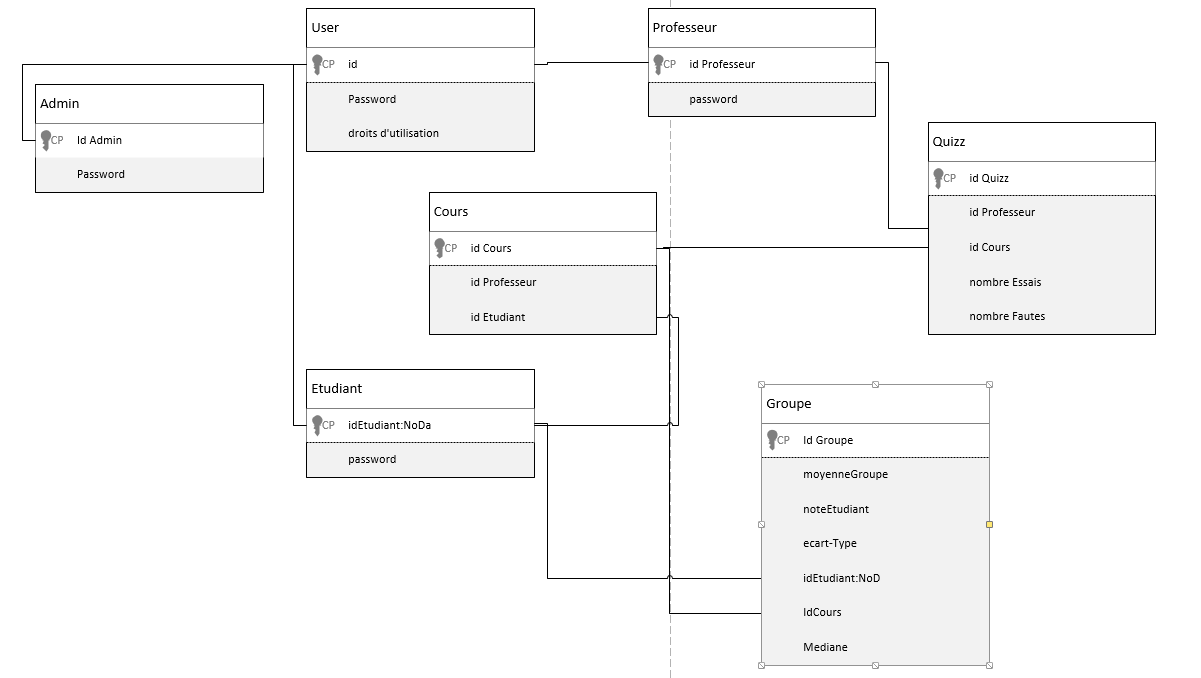 User
CP id
Password
droits d'utilisation
Professeur
CP id Professeur
password
Admin
CP Id Admin
Password
Quizz
CP id Quizz
id Professeur
id Cours
nombre Essais
nombre Fautes
Cours
CP id Cours
id Professeur
id Etudiant
Etudiant
CP idEtudiant:NoDa
password
Groupe
CP Id Groupe
moyenneGroupe
noteEtudiant
ecart-Type
idEtudiant:NoD
IdCours
Mediane